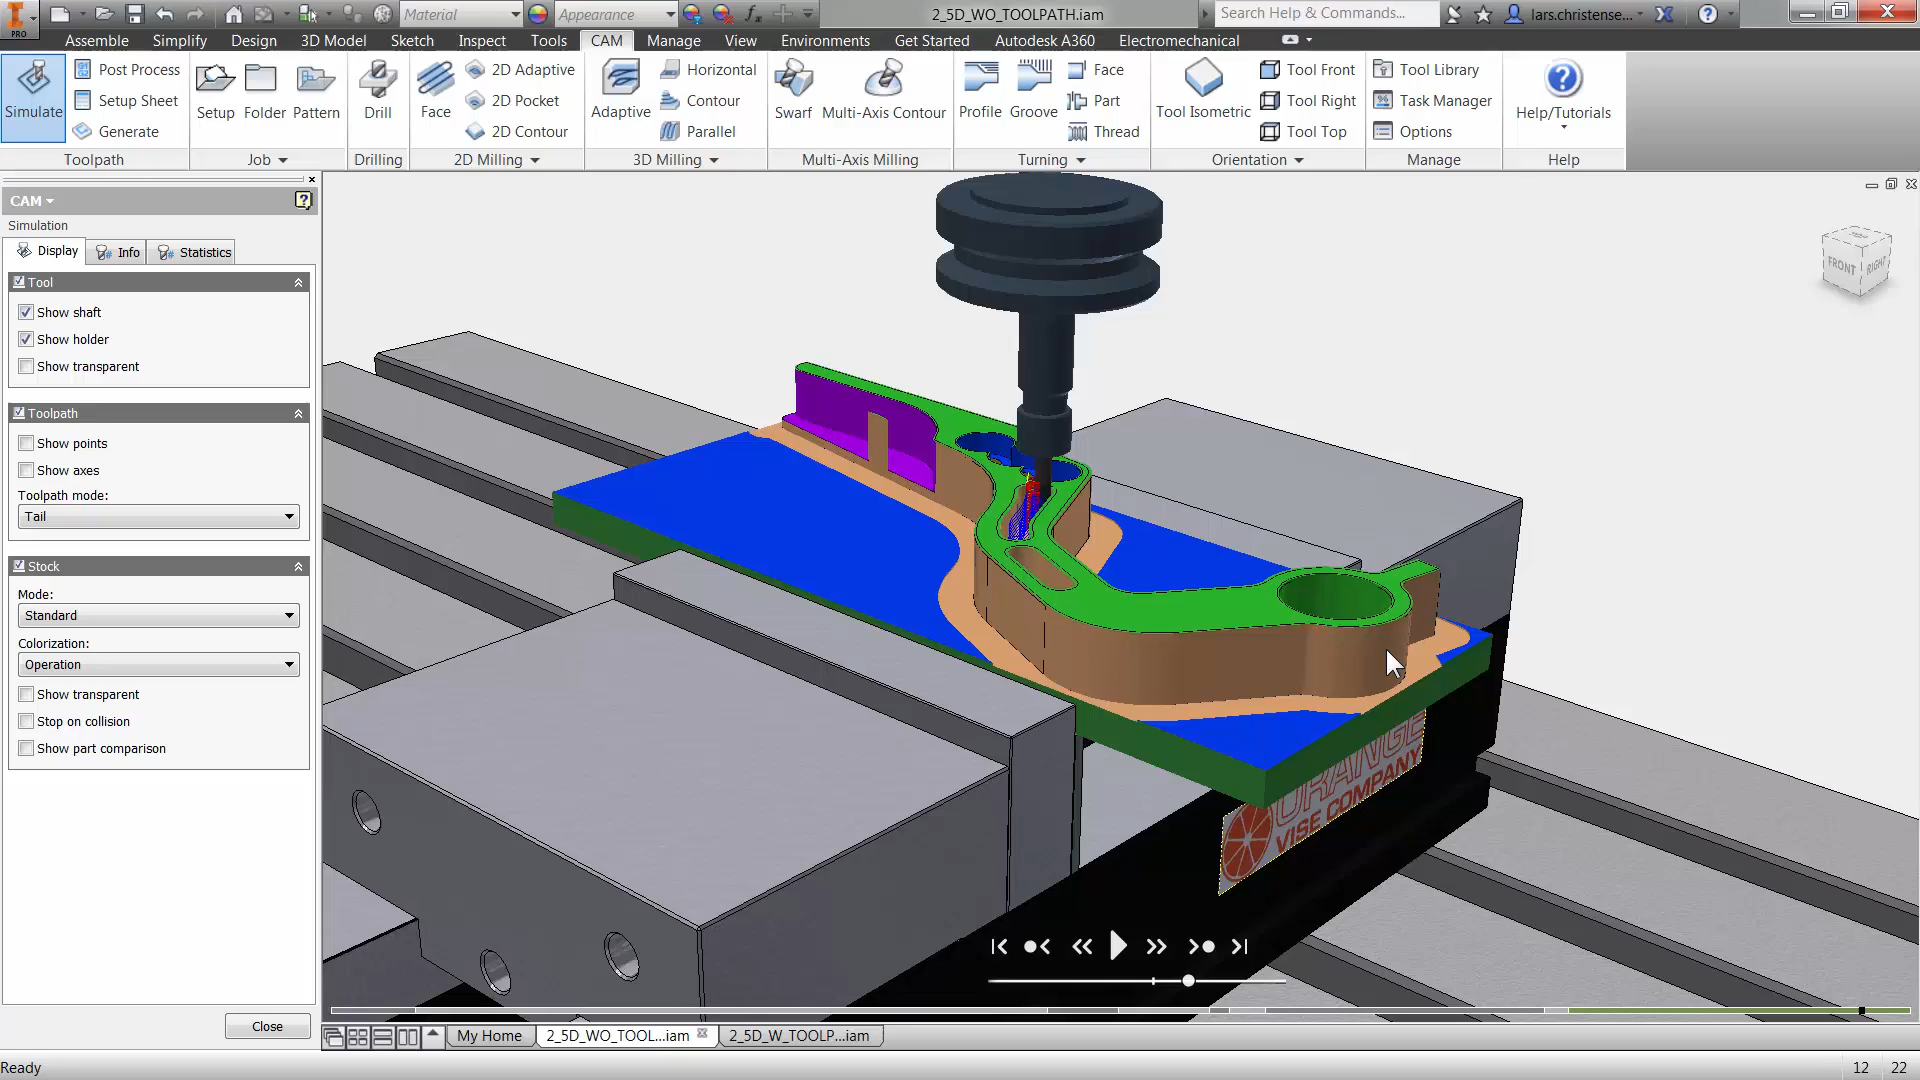 PRO
Material
Appearance
2_5D_WO_TOOLPATH.iam
Search Help & Commands...
lars.christense...
Assemble Simplify Design 3D Model Sketch Inspect Tools CAM Manage View Environments Get Started Autodesk A360 Electromechanical
Simulate
Post Process
Setup Sheet
Generate
Toolpath
Setup
Folder
Pattern
Job
Drill
Drilling
Face
2D Adaptive
2D Pocket
2D Contour
2D Milling
Adaptive
Horizontal
Contour
Parallel
3D Milling
Swarf
Multi-Axis Contour
Multi-Axis Milling
Profile
Groove
Face
Part
Thread
Turning
Tool Isometric
Tool Front
Tool Right
Tool Top
Orientation
Tool Library
Task Manager
Options
Manage
Help/Tutorials
Help
CAM
Simulation
Display
Info
Statistics
Tool
Show shaft
Show holder
Show transparent
Toolpath
Show points
Show axes
Toolpath mode:
Tail
Stock
Mode:
Standard
Colorization:
Operation
Show transparent
Stop on collision
Show part comparison
Close
FRONT
RIGHT
ORANGE
VISE COMPANY
My Home
2_5D_WO_TOOL...iam
2_5D_W_TOOLP...iam
Ready
12 22